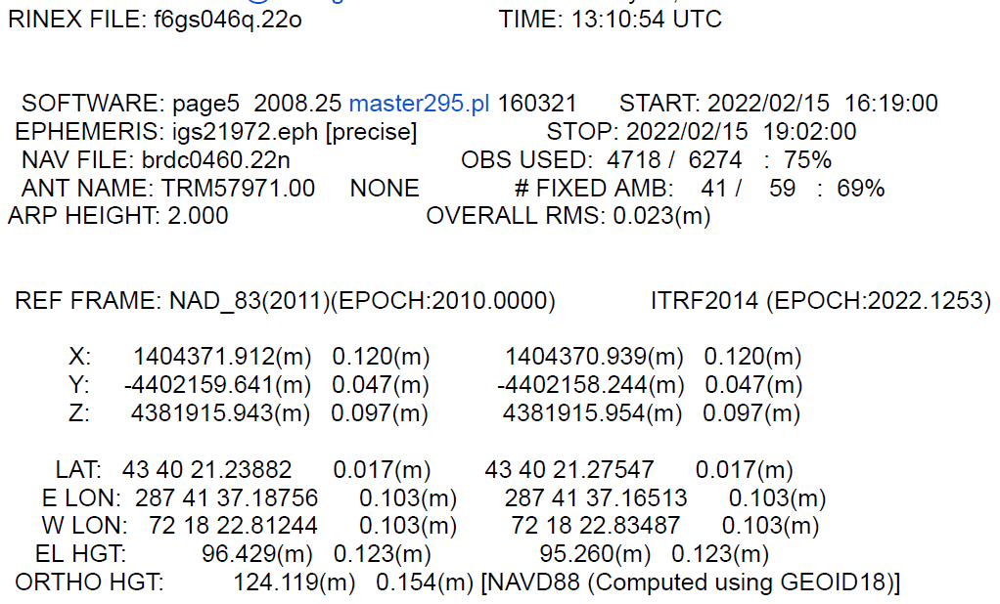 RINEX FILE: f6gs046q.22o TIME: 13:10:54 UTC
SOFTWARE: page5 2008.25 master295.pl 160321 START: 2022/02/15 16:19:00
EPHEMERIS: igs21972.eph [precise] STOP: 2022/02/15 19:02:00
NAV FILE: brdc0460.22n OBS USED: 4718 / 6274 : 75%
ANT NAME: TRM57971.00 NONE # FIXED AMB: 41 / 59 : 69%
ARP HEIGHT: 2.000 OVERALL RMS: 0.023(m)
REF FRAME: NAD_83(2011)(EPOCH:2010.0000) ITRF2014 (EPOCH:2022.1253)
X: 1404371.912(m) 0.120(m) 1404370.939(m) 0.120(m)
Y: -4402159.641(m) 0.047(m) -4402158.244(m) 0.047(m)
Z: 4381915.943(m) 0.097(m) 4381915.954(m) 0.097(m)
LAT: 43 40 21.23882 0.017(m) 43 40 21.27547 0.017(m)
E LON: 287 41 37.18756 0.103(m) 287 41 37.16513 0.103(m)
W LON: 72 18 22.81244 0.103(m) 72 18 22.83487 0.103(m)
EL HGT: 96.429(m) 0.123(m) 95.260(m) 0.123(m)
ORTHO HGT: 124.119(m) 0.154(m) [NAVD88 (Computed using GEOID18)]